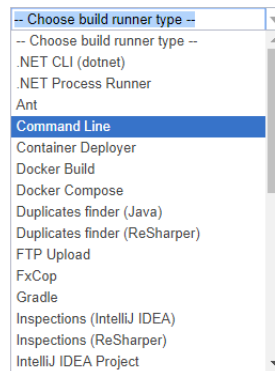 -- Choose build runner type --
-- Choose build runner type --
.NET CLI (dotnet)
.NET Process Runner
Ant
Command Line
Container Deployer
Docker Build
Docker Compose
Duplicates finder (Java)
Duplicates finder (ReSharper)
FTP Upload
FxCop
Gradle
Inspections (IntelliJ IDEA)
Inspections (ReSharper)
IntelliJ IDEA Project